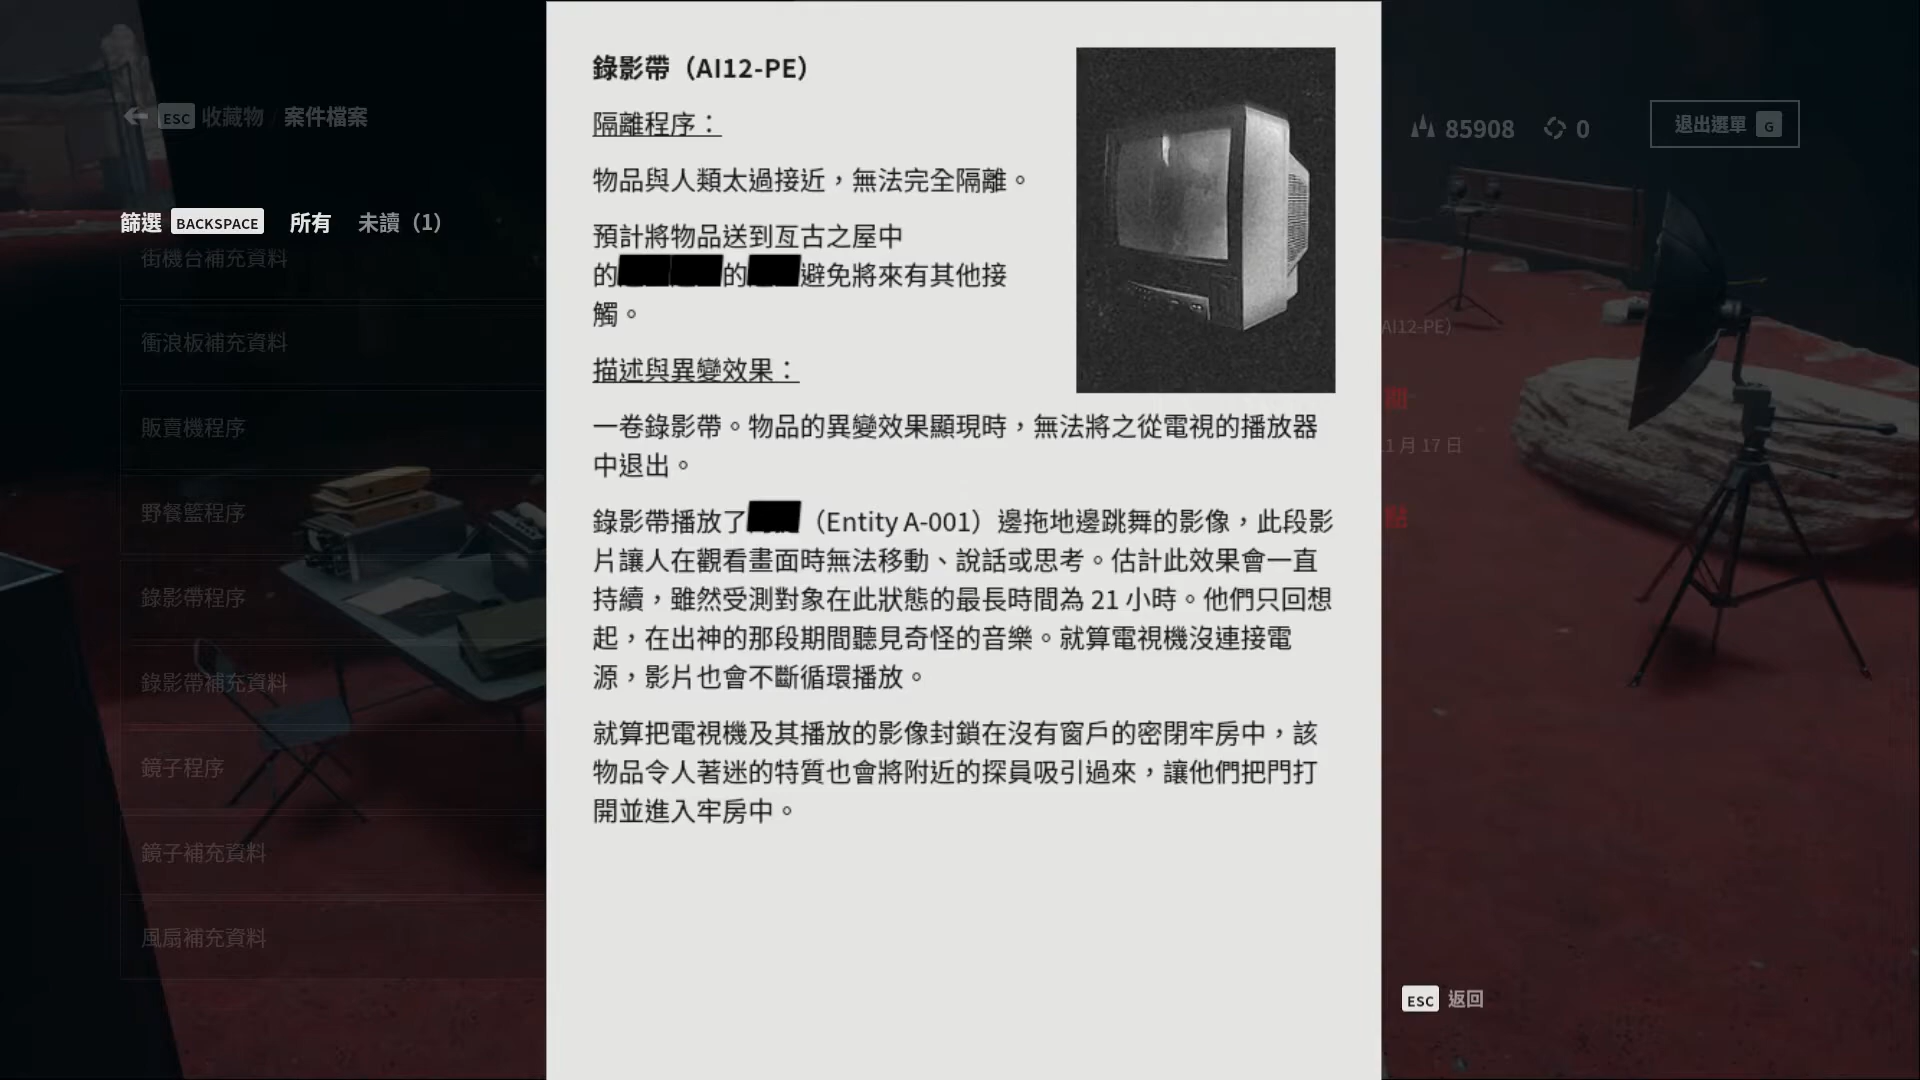 ESC 收藏物 / 案件檔案
85908 0
退出選單 G
篩選 BACKSPACE 所有 未讀（1）
街機台補充資料
衝浪板補充資料
販賣機程序
野餐籃程序
錄影帶程序
錄影帶補充資料
鏡子程序
鏡子補充資料
風扇補充資料
錄影帶（AI12-PE）
隔離程序：
物品與人類太過接近，無法完全隔離。
預計將物品送到亙古之屋中
的 的 避免將來有其他接
觸。
描述與異變效果：
一卷錄影帶。物品的異變效果顯現時，無法將之從電視的播放器
中退出。
錄影帶播放了 （Entity A-001）邊拖地邊跳舞的影像，此段影
片讓人在觀看畫面時無法移動、說話或思考。估計此效果會一直
持續，雖然受測對象在此狀態的最長時間為 21 小時。他們只回想
起，在出神的那段期間聽見奇怪的音樂。就算電視機沒連接電
源，影片也會不斷循環播放。
就算把電視機及其播放的影像封鎖在沒有窗戶的密閉牢房中，該
物品令人著迷的特質也會將附近的探員吸引過來，讓他們把門打
開並進入牢房中。
AI12-PE）
1 月 17 日
點
ESC 返回